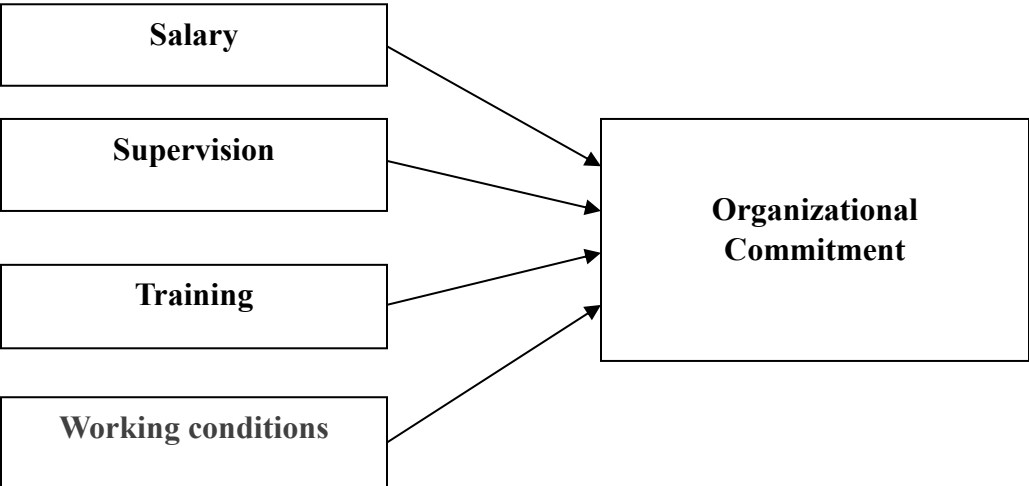 Salary
Supervision
Training
Working conditions
Organizational
Commitment